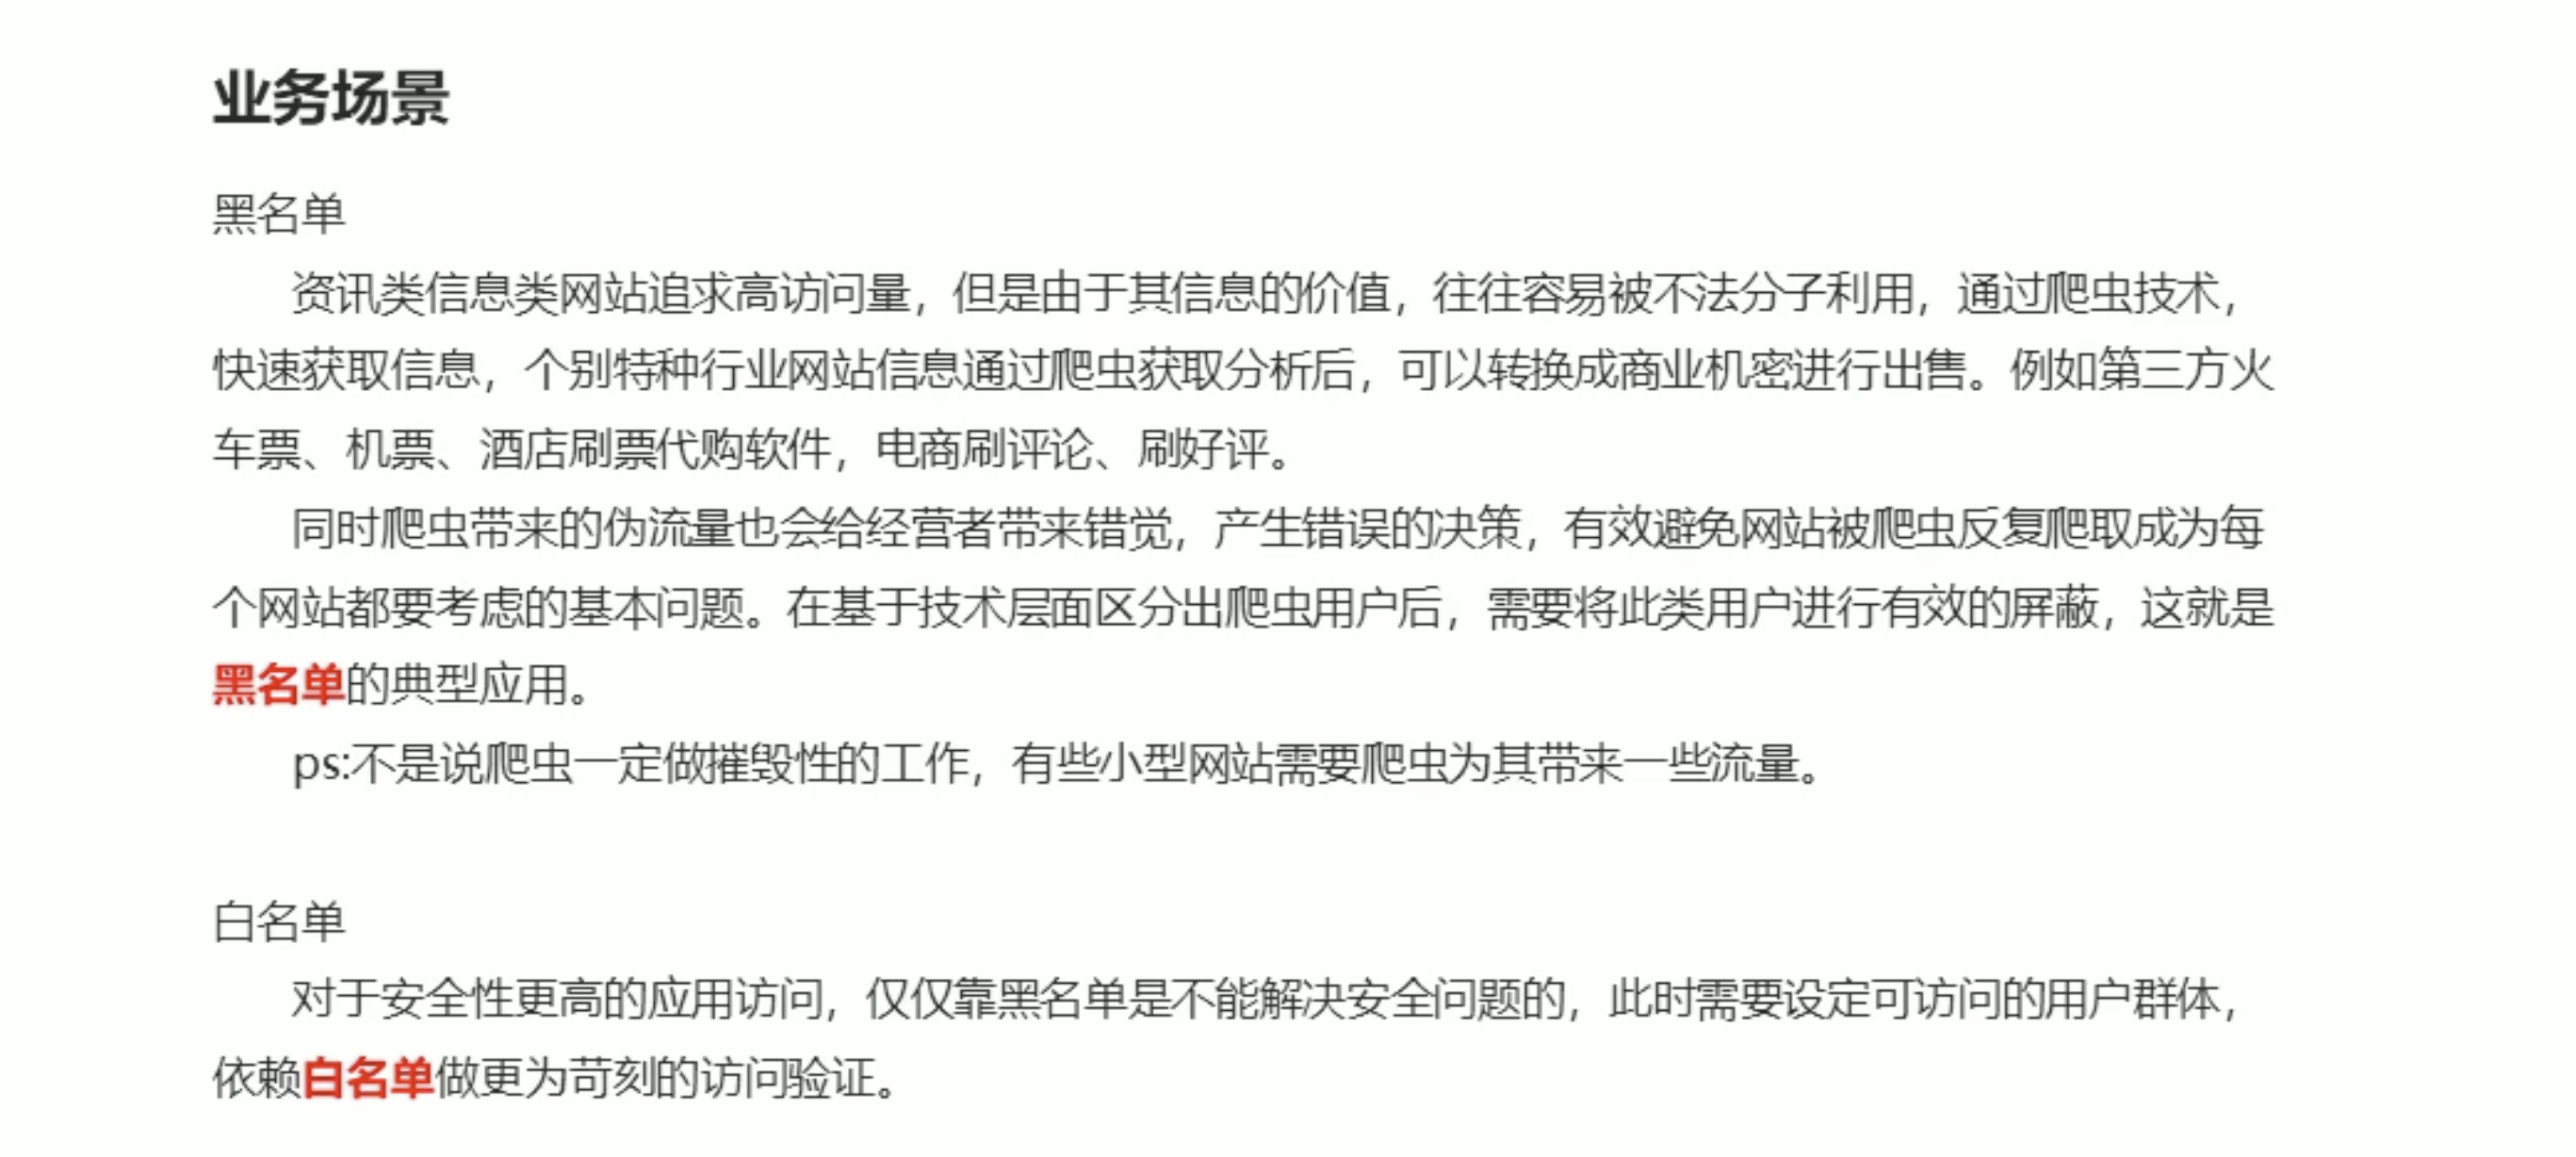 业务场景
黑名单
资讯类信息类网站追求高访问量，但是由于其信息的价值，往往容易被不法分子利用，通过爬虫技术，
快速获取信息，个别特种行业网站信息通过爬虫获取分析后，可以转换成商业机密进行出售。例如第三方火
车票、机票、酒店刷票代购软件，电商刷评论、刷好评。
同时爬虫带来的伪流量也会给经营者带来错觉，产生错误的决策，有效避免网站被爬虫反复爬取成为每
个网站都要考虑的基本问题。在基于技术层面区分出爬虫用户后，需要将此类用户进行有效的屏蔽，这就是
黑名单的典型应用。
ps:不是说爬虫一定做摧毁性的工作，有些小型网站需要爬虫为其带来一些流量。
白名单
对于安全性更高的应用访问，仅仅靠黑名单是不能解决安全问题的，此时需要设定可访问的用户群体，
依赖白名单做更为苛刻的访问验证。